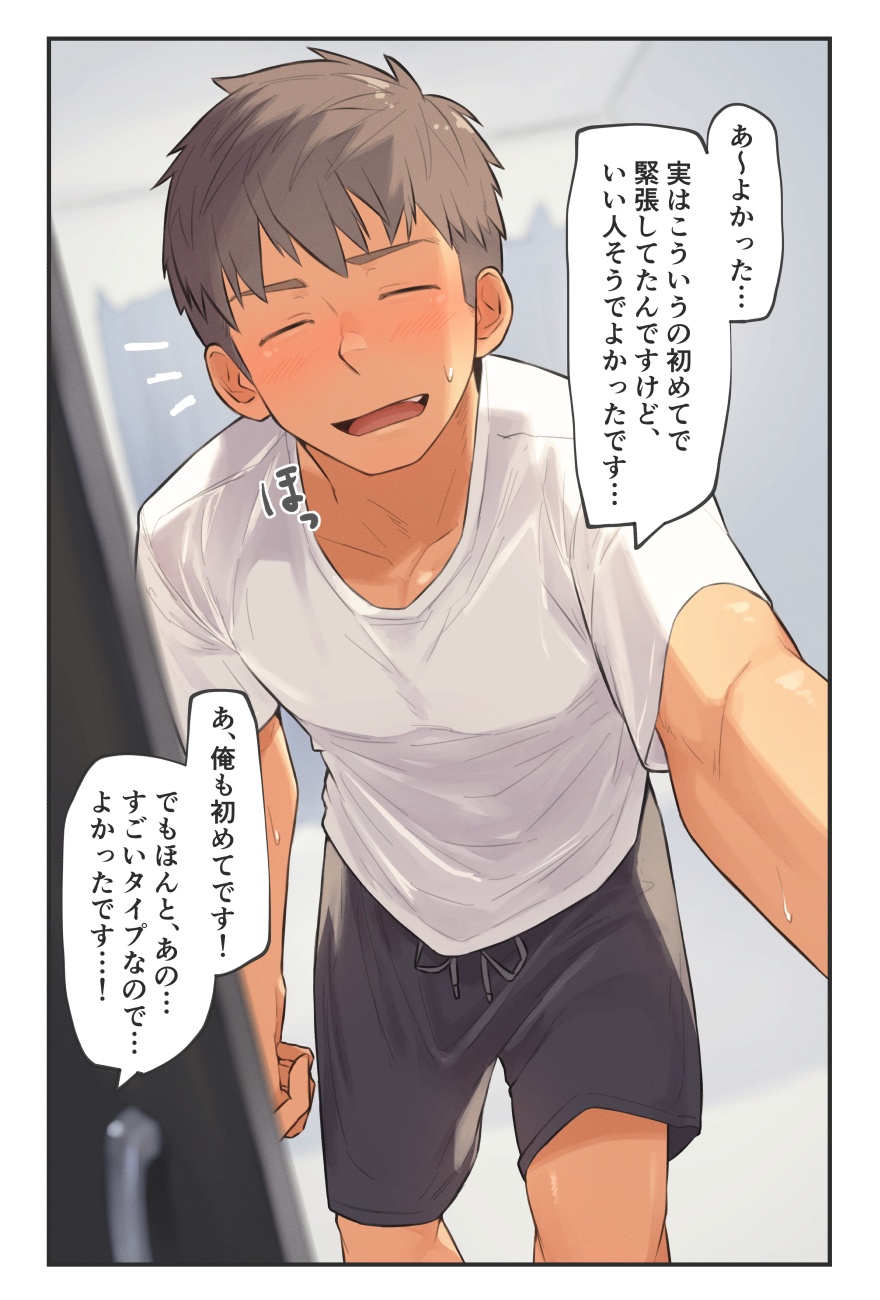 あ〜よかった…
実はこういうの初めてで
緊張してたんですけど、
いい人そうでよかったです…
ほっ
あ、俺も初めてです！
でもほんと、あの…
すごいタイプなので…
よかったです…！